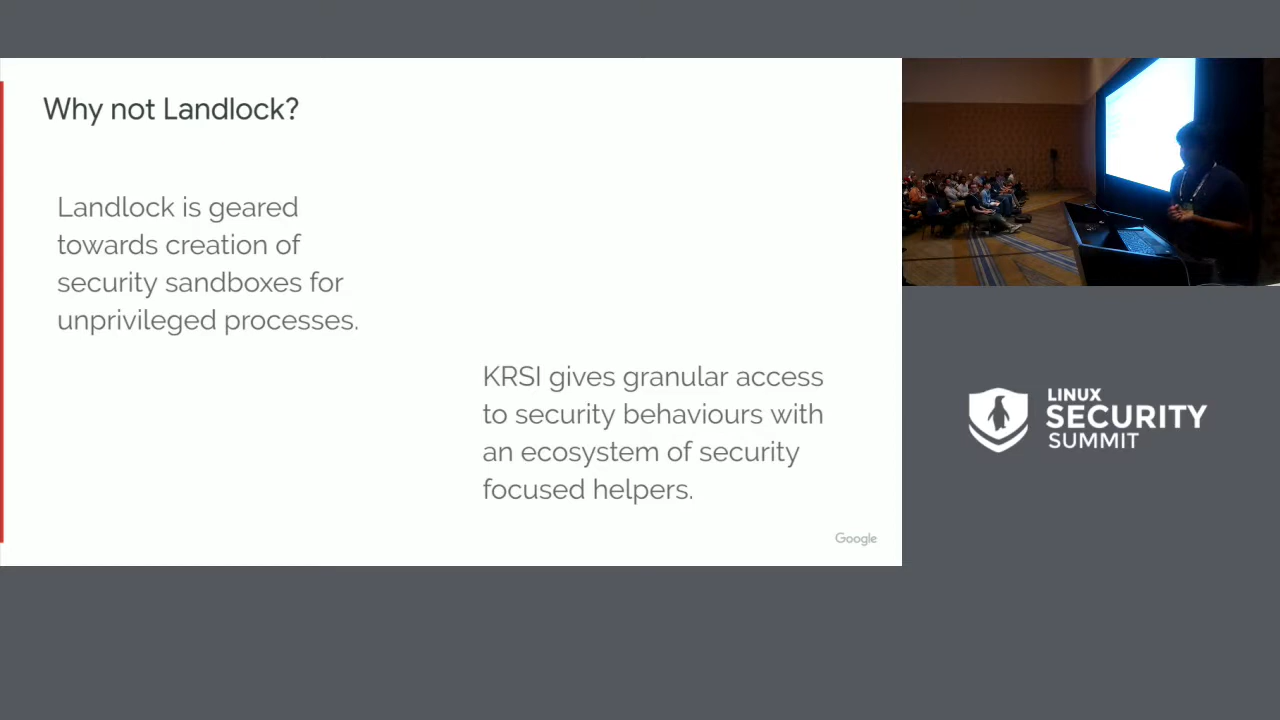 Why not Landlock?
Landlock is geared
towards creation of
security sandboxes for
unprivileged processes.
KRSI gives granular access
to security behaviours with
an ecosystem of security
focused helpers.
Google
LINUX
SECURITY
SUMMIT